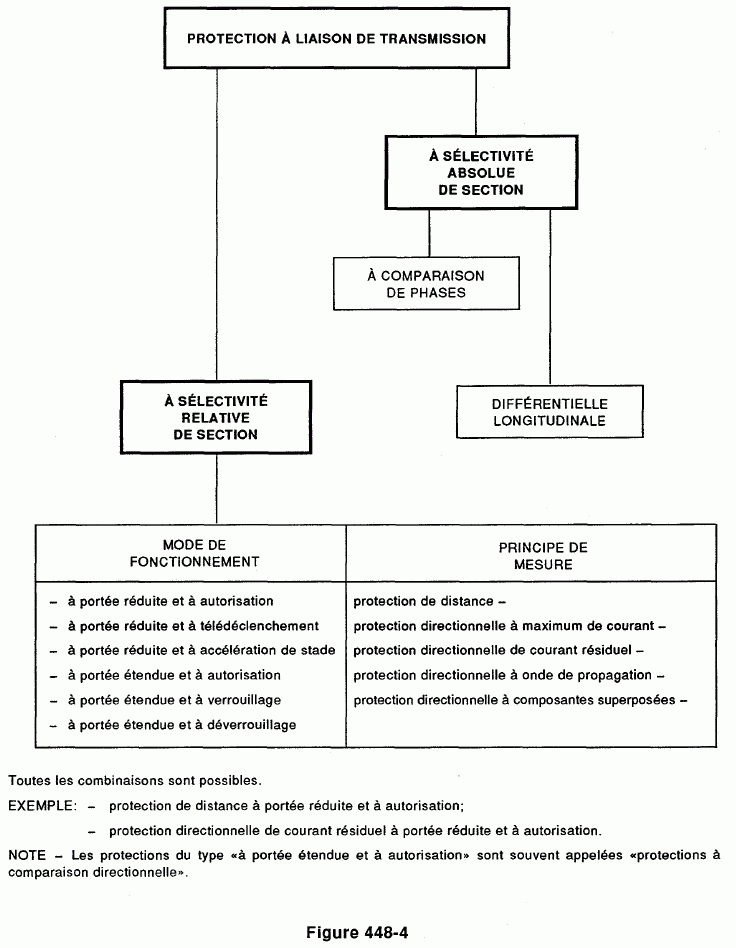 PROTECTION À LIAISON DE TRANSMISSION
À SÉLECTIVITÉ
ABSOLUE
DE SECTION
À COMPARAISON
DE PHASES
À SÉLECTIVITÉ
RELATIVE
DE SECTION
DIFFÉRENTIELLE
LONGITUDINALE
MODE DE
FONCTIONNEMENT
PRINCIPE DE
MESURE
– à portée réduite et à autorisation
– à portée réduite et à télédéclenchement
– à portée réduite et à accélération de stade
– à portée étendue et à autorisation
– à portée étendue et à verrouillage
– à portée étendue et à déverrouillage
protection de distance –
protection directionnelle à maximum de courant –
protection directionnelle de courant résiduel –
protection directionnelle à onde de propagation –
protection directionnelle à composantes superposées –
Toutes les combinaisons sont possibles.
EXEMPLE: – protection de distance à portée réduite et à autorisation;
– protection directionnelle de courant résiduel à portée réduite et à autorisation.
NOTE – Les protections du type «à portée étendue et à autorisation» sont souvent appelées «protections à
comparaison directionnelle».
Figure 448-4